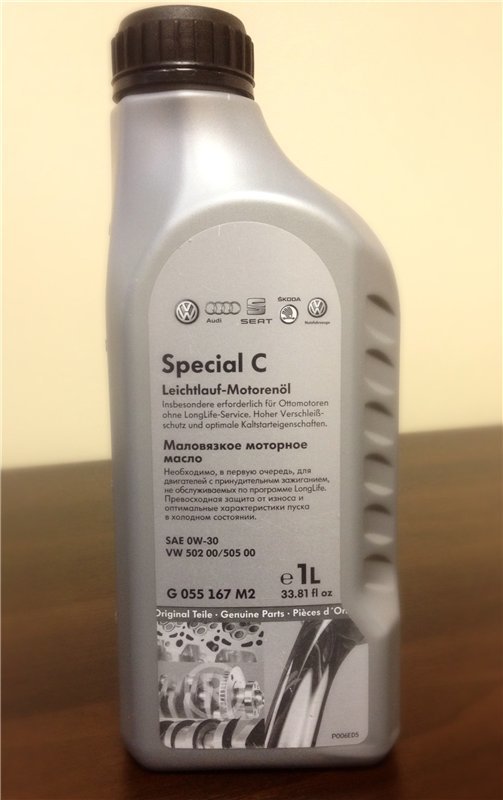 Audi
SEAT
ŠKODA
Nutzfahrzeuge
Special C
Leichtlauf-Motorenöl
Insbesondere erforderlich für Ottomotoren
ohne LongLife-Service. Hoher Verschleiß-
schutz und optimale Kaltstarteigenschaften.
Маловязкое моторное
масло
Необходимо, в первую очередь, для
двигателей с принудительным зажиганием,
не обслуживаемых по программе LongLife.
Превосходная защита от износа и
оптимальные характеристики пуска
в холодном состоянии.
SAE 0W-30
VW 502 00/505 00
G 055 167 M2
e 1L
33.81 fl oz
Original Teile · Genuine Parts · Pièces d'Ori
P006ED5